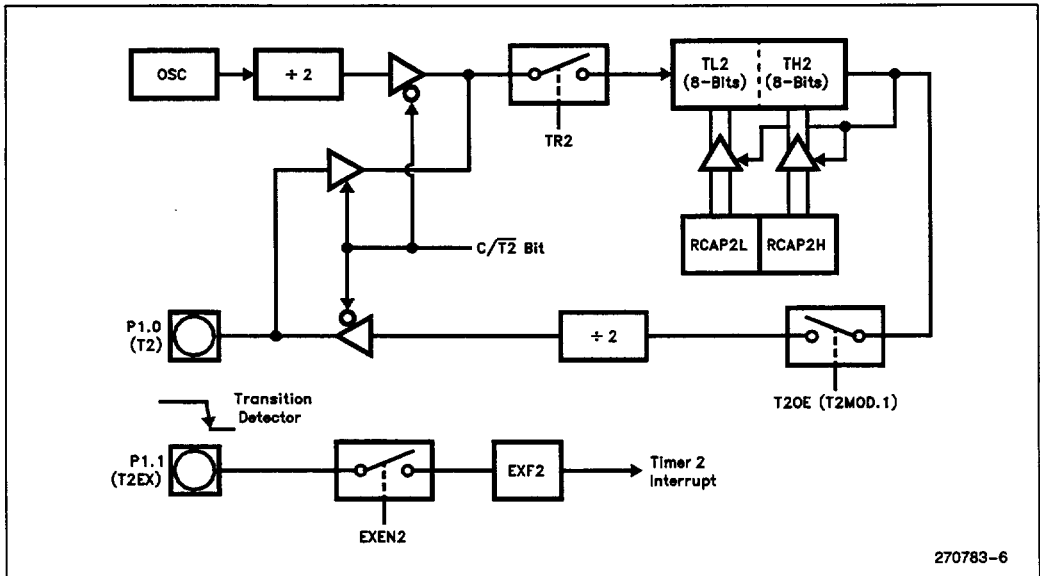 OSC
÷ 2
TR2
TL2
(8-Bits)
TH2
(8-Bits)
RCAP2L
RCAP2H
C/T̅2̅ Bit
P1.0
(T2)
÷ 2
T2OE (T2MOD.1)
Transition
Detector
P1.1
(T2EX)
EXEN2
EXF2
Timer 2
Interrupt
270783-6